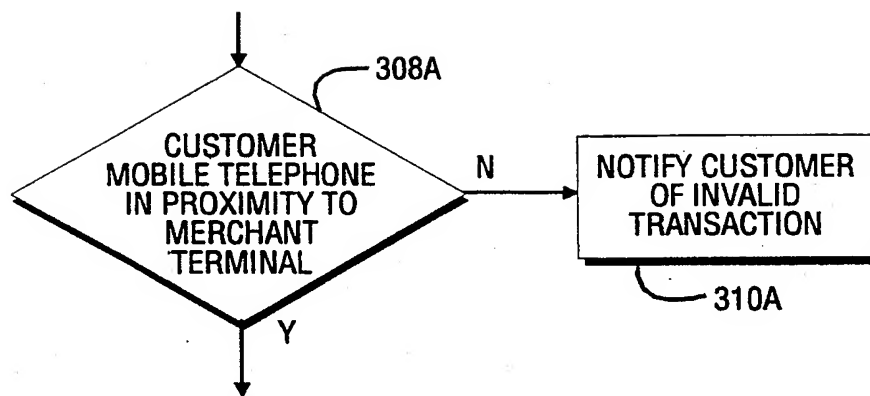 308A
CUSTOMER
MOBILE TELEPHONE
IN PROXIMITY TO
MERCHANT
TERMINAL
N
NOTIFY CUSTOMER
OF INVALID
TRANSACTION
310A
Y